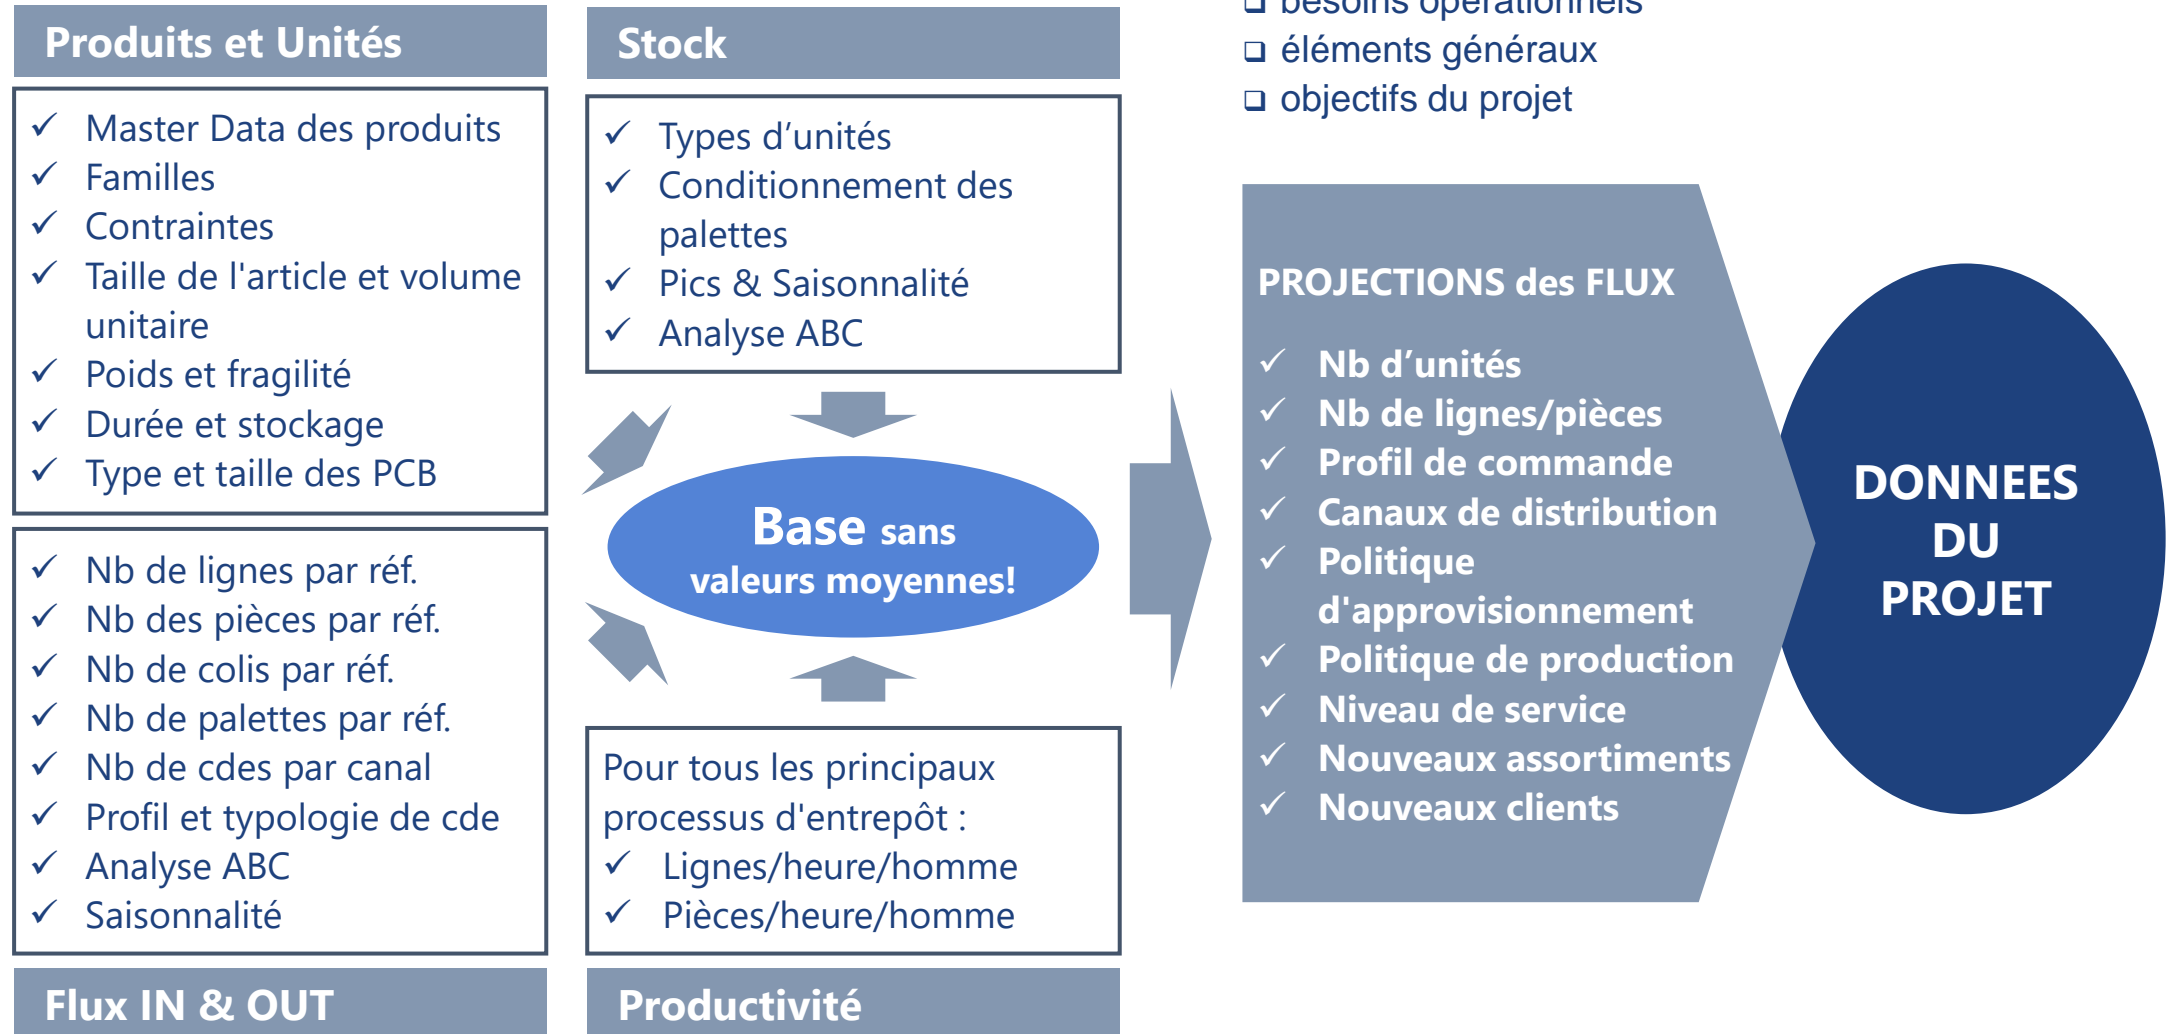 Produits et Unités
Master Data des produits
Familles
Contraintes
Taille de l'article et volume
unitaire
Poids et fragilité
Durée et stockage
Type et taille des PCB
Nb de lignes par réf.
Nb des pièces par réf.
Nb de colis par réf.
Nb de palettes par réf.
Nb de cdes par canal
Profil et typologie de cde
Analyse ABC
Saisonnalité
Flux IN & OUT
Stock
Types d’unités
Conditionnement des
palettes
Pics & Saisonnalité
Analyse ABC
Base sans
valeurs moyennes!
Pour tous les principaux
processus d'entrepôt :
Lignes/heure/homme
Pièces/heure/homme
Productivité
besoins opérationnels
éléments généraux
objectifs du projet
PROJECTIONS des FLUX
Nb d’unités
Nb de lignes/pièces
Profil de commande
Canaux de distribution
Politique
d'approvisionnement
Politique de production
Niveau de service
Nouveaux assortiments
Nouveaux clients
DONNEES
DU
PROJET